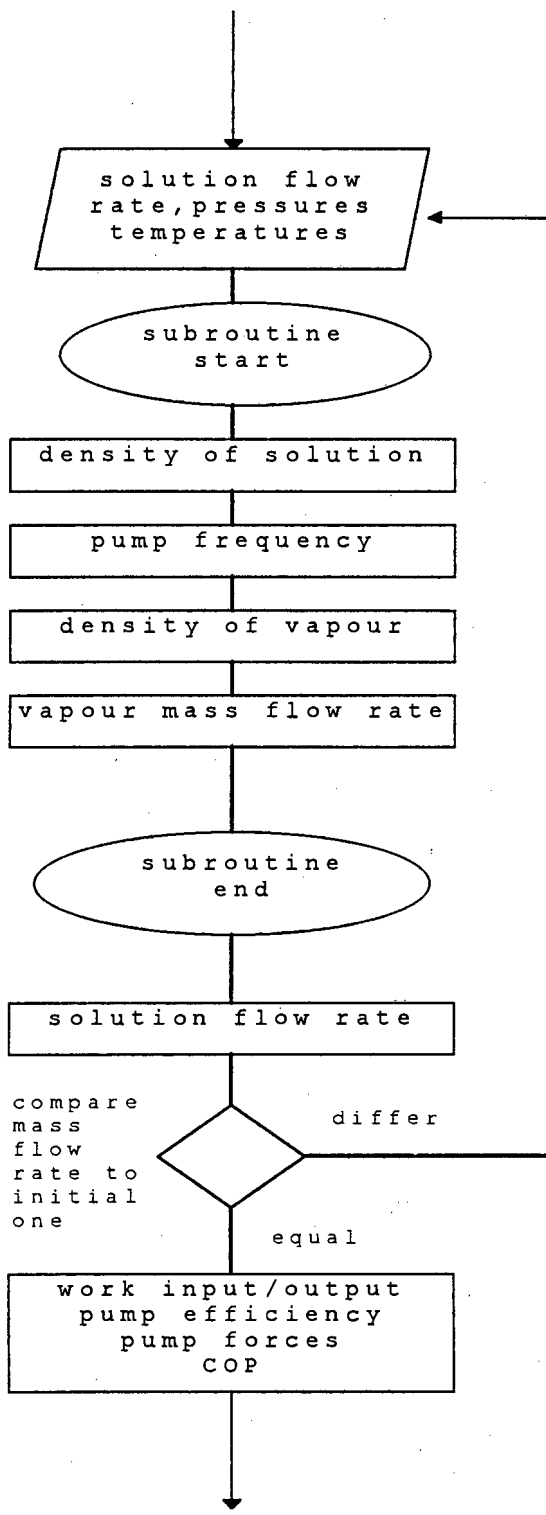 solution flow
rate,pressures
temperatures
subroutine
start
density of solution
pump frequency
density of vapour
vapour mass flow rate
subroutine
end
solution flow rate
compare
mass
flow
rate to
initial
one
differ
equal
work input/output
pump efficiency
pump forces
COP